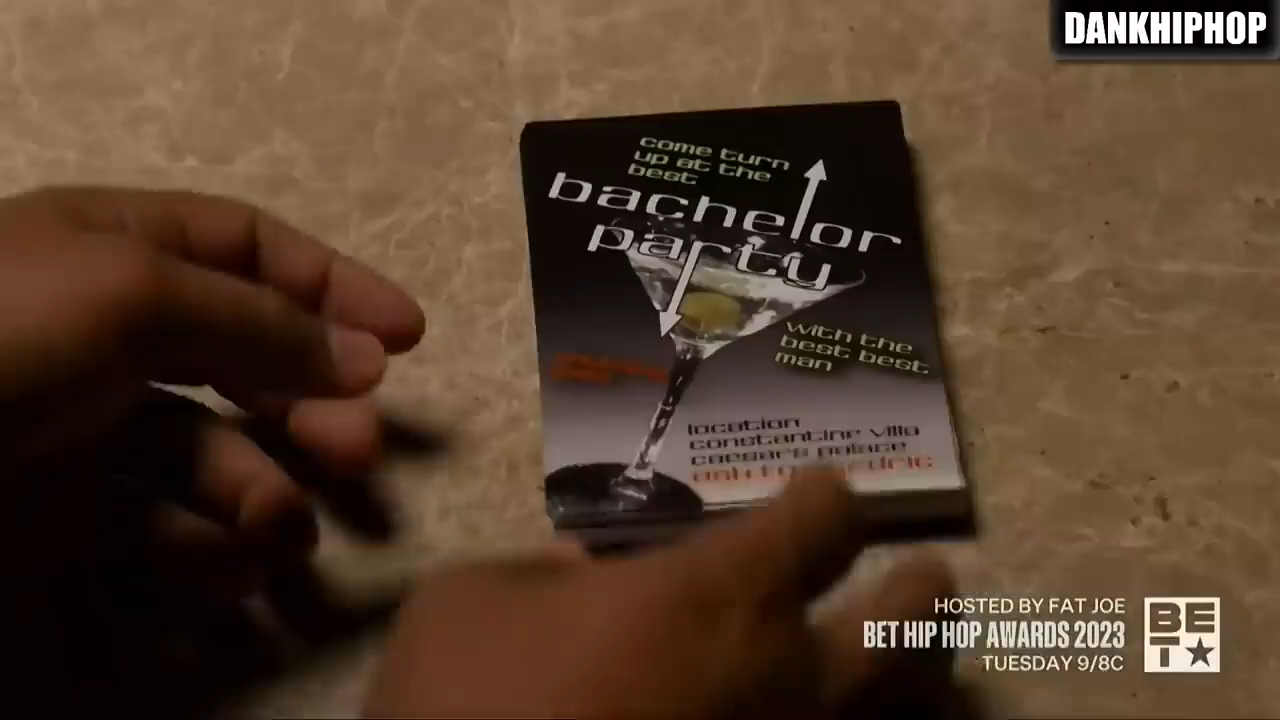 DANKHIPHOP
come turn
up at the
best
bachelor
party
with the
best best
man
location
constantine villa
caesars palace
HOSTED BY FAT JOE
BET HIP HOP AWARDS 2023
TUESDAY 9/8C
BET